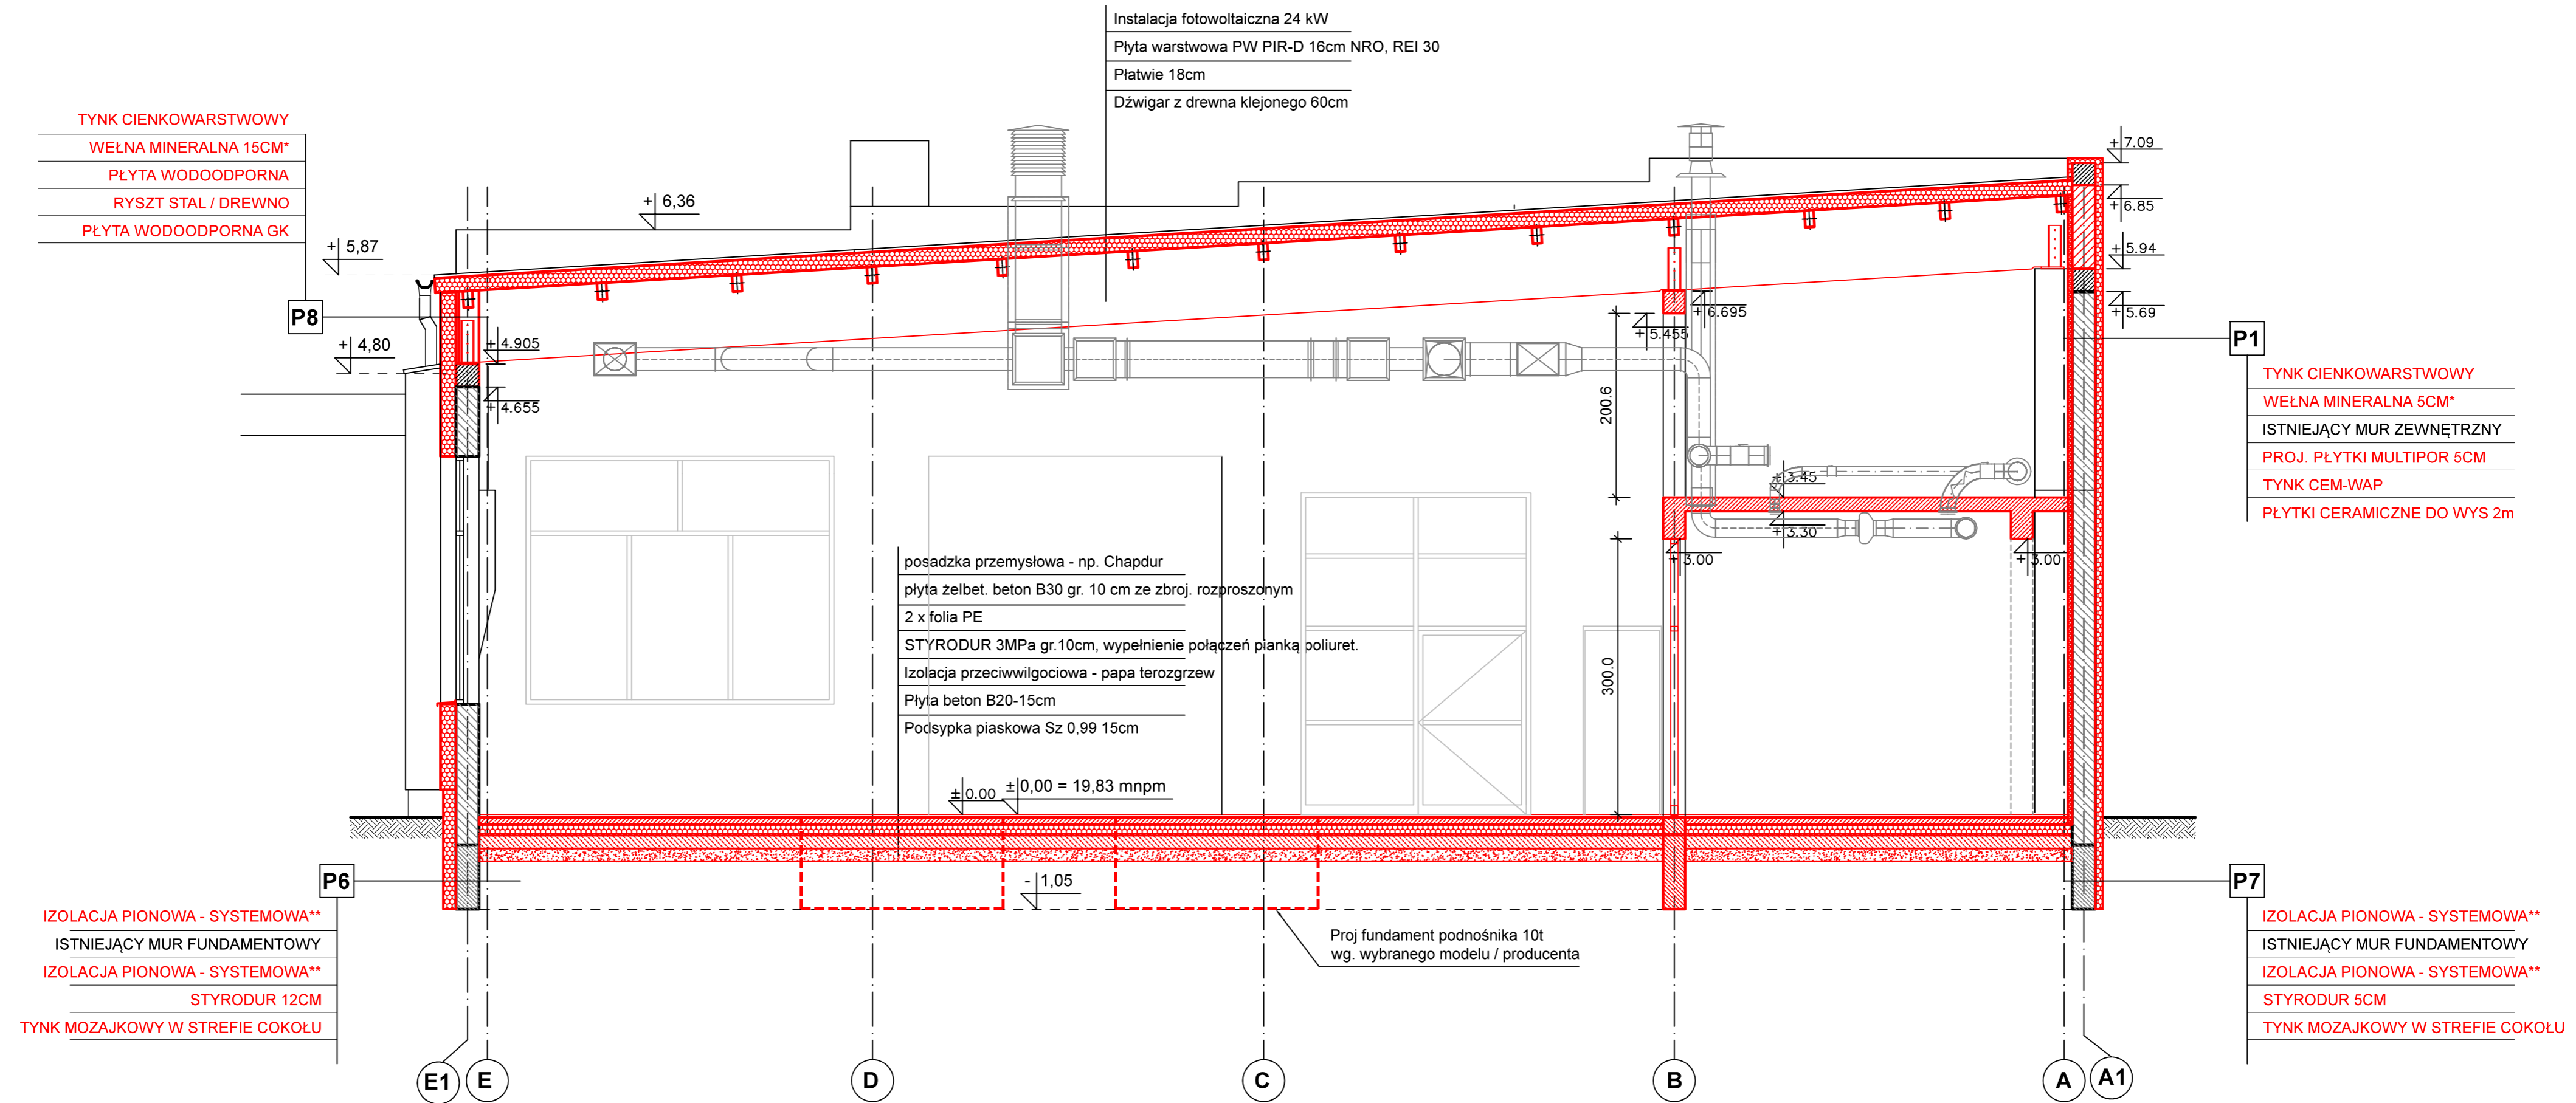 Instalacja fotowoltaiczna 24 kW
Płyta warstwowa PW PIR-D 16cm NRO, REI 30
Płatwie 18cm
Dźwigar z drewna klejonego 60cm
TYNK CIENKOWARSTWOWY
WEŁNA MINERALNA 15CM*
PŁYTA WODOODPORNA
RYSZT STAL / DREWNO
PŁYTA WODOODPORNA GK
P8
+ 5,87
+ 4,80
+ 6,36
+ 4.905
+ 4.655
+ 7.09
+ 6.85
+ 5.94
+ 5.69
+ 6.695
+ 5.455
200.6
P1
TYNK CIENKOWARSTWOWY
WEŁNA MINERALNA 5CM*
ISTNIEJĄCY MUR ZEWNĘTRZNY
PROJ. PŁYTKI MULTIPOR 5CM
TYNK CEM-WAP
PŁYTKI CERAMICZNE DO WYS 2m
+3.45
+3.30
+3.00
+3.00
300.0
posadzka przemysłowa - np. Chapdur
płyta żelbet. beton B30 gr. 10 cm ze zbroj. rozproszonym
2 x folia PE
STYRODUR 3MPa gr.10cm, wypełnienie połączeń pianką poliuret.
Izolacja przeciwwilgociowa - papa terozgrzew
Płyta beton B20-15cm
Podsypka piaskowa Sz 0,99 15cm
±0.00
±0,00 = 19,83 mnpm
- 1,05
Proj fundament podnośnika 10t
wg. wybranego modelu / producenta
P6
IZOLACJA PIONOWA - SYSTEMOWA**
ISTNIEJĄCY MUR FUNDAMENTOWY
IZOLACJA PIONOWA - SYSTEMOWA**
STYRODUR 12CM
TYNK MOZAJKOWY W STREFIE COKOŁU
P7
IZOLACJA PIONOWA - SYSTEMOWA**
ISTNIEJĄCY MUR FUNDAMENTOWY
IZOLACJA PIONOWA - SYSTEMOWA**
STYRODUR 5CM
TYNK MOZAJKOWY W STREFIE COKOŁU
E1 E D C B A A1